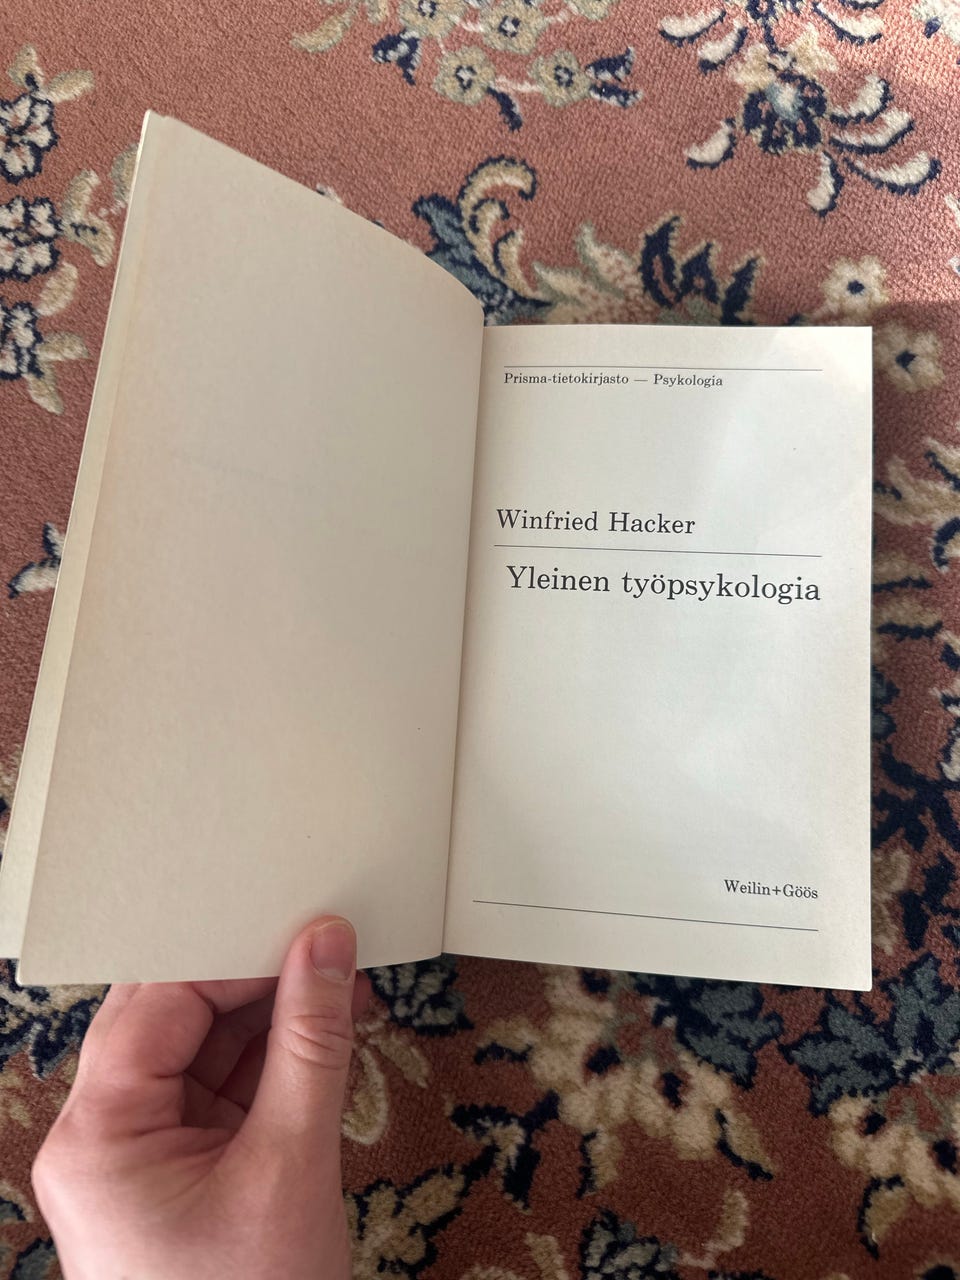 Prisma-tietokirjasto — Psykologia
Winfried Hacker
Yleinen työpsykologia
Weilin+Göös